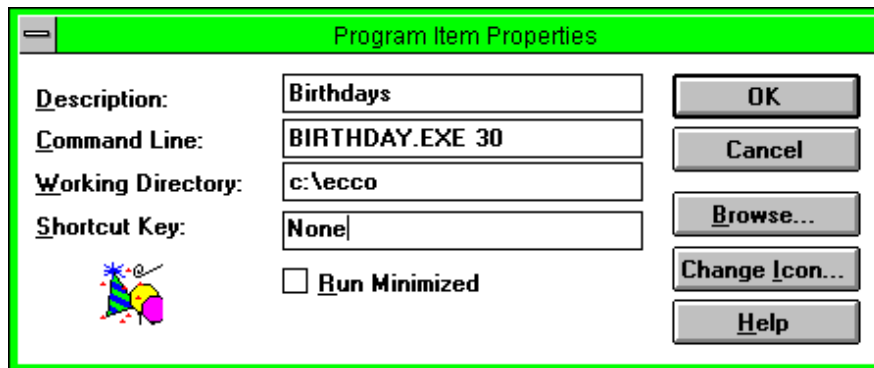 Program Item Properties
Description: Birthdays
Command Line: BIRTHDAY.EXE 30
Working Directory: c:\ecco
Shortcut Key: None
Run Minimized
OK
Cancel
Browse...
Change Icon...
Help